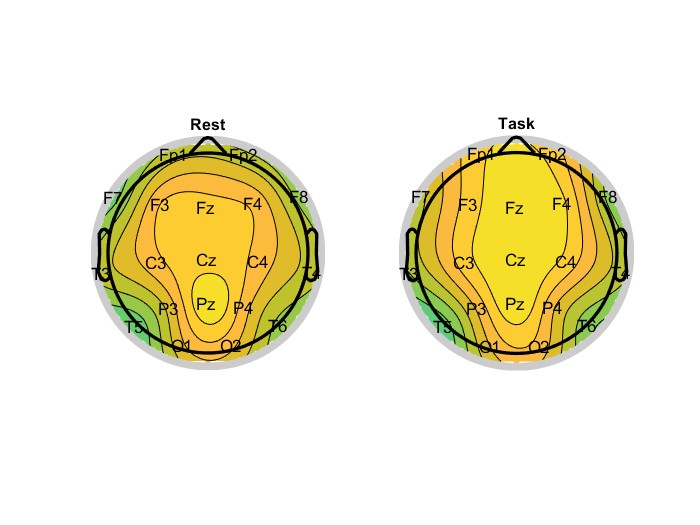 Rest Task
Fp1 Fp2 Fp1 Fp2
F7 F3 Fz F4 F8 F7 F3 Fz F4 F8
T3 C3 Cz C4 T4 T3 C3 Cz C4 T4
T5 P3 Pz P4 T6 T5 P3 Pz P4 T6
O1 O2 O1 O2